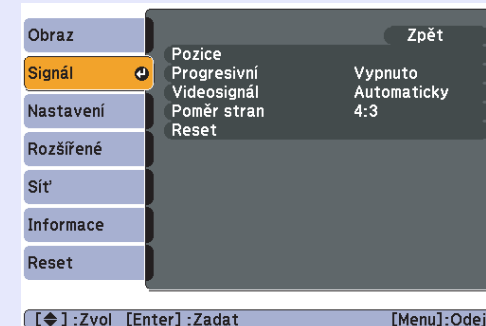 Obraz
Signál
Nastavení
Rozšířené
Síť
Informace
Reset
Zpět
Pozice
Progresivní Vypnuto
Videosignál Automaticky
Poměr stran 4:3
Reset
[ ] :Zvol [Enter] :Zadat [Menu]:Odej